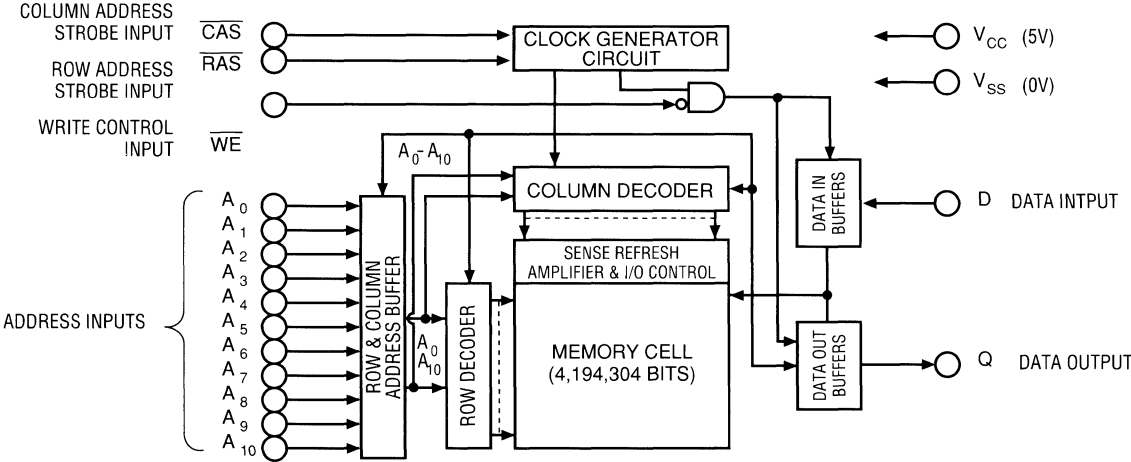 COLUMN ADDRESS
STROBE INPUT
CAS
ROW ADDRESS
STROBE INPUT
RAS
WRITE CONTROL
!NPUT
WE
CLOCK GENERATOR
CIRCUIT
VCC (5V)
VSS (0V)
A0-A10
COLUMN DECODER
DATA IN
BUFFERS
D DATA INTPUT
ADDRESS INPUTS
A0
A1
A2
A3
A4
A5
A6
A7
A8
A9
A10
ROW & COLUMN
ADDRESS BUFFER
A0
A10
ROW DECODER
SENSE REFRESH
AMPLIFIER & I/O CONTROL
MEMORY CELL
(4,194,304 BITS)
DATA OUT
BUFFERS
Q DATA OUTPUT